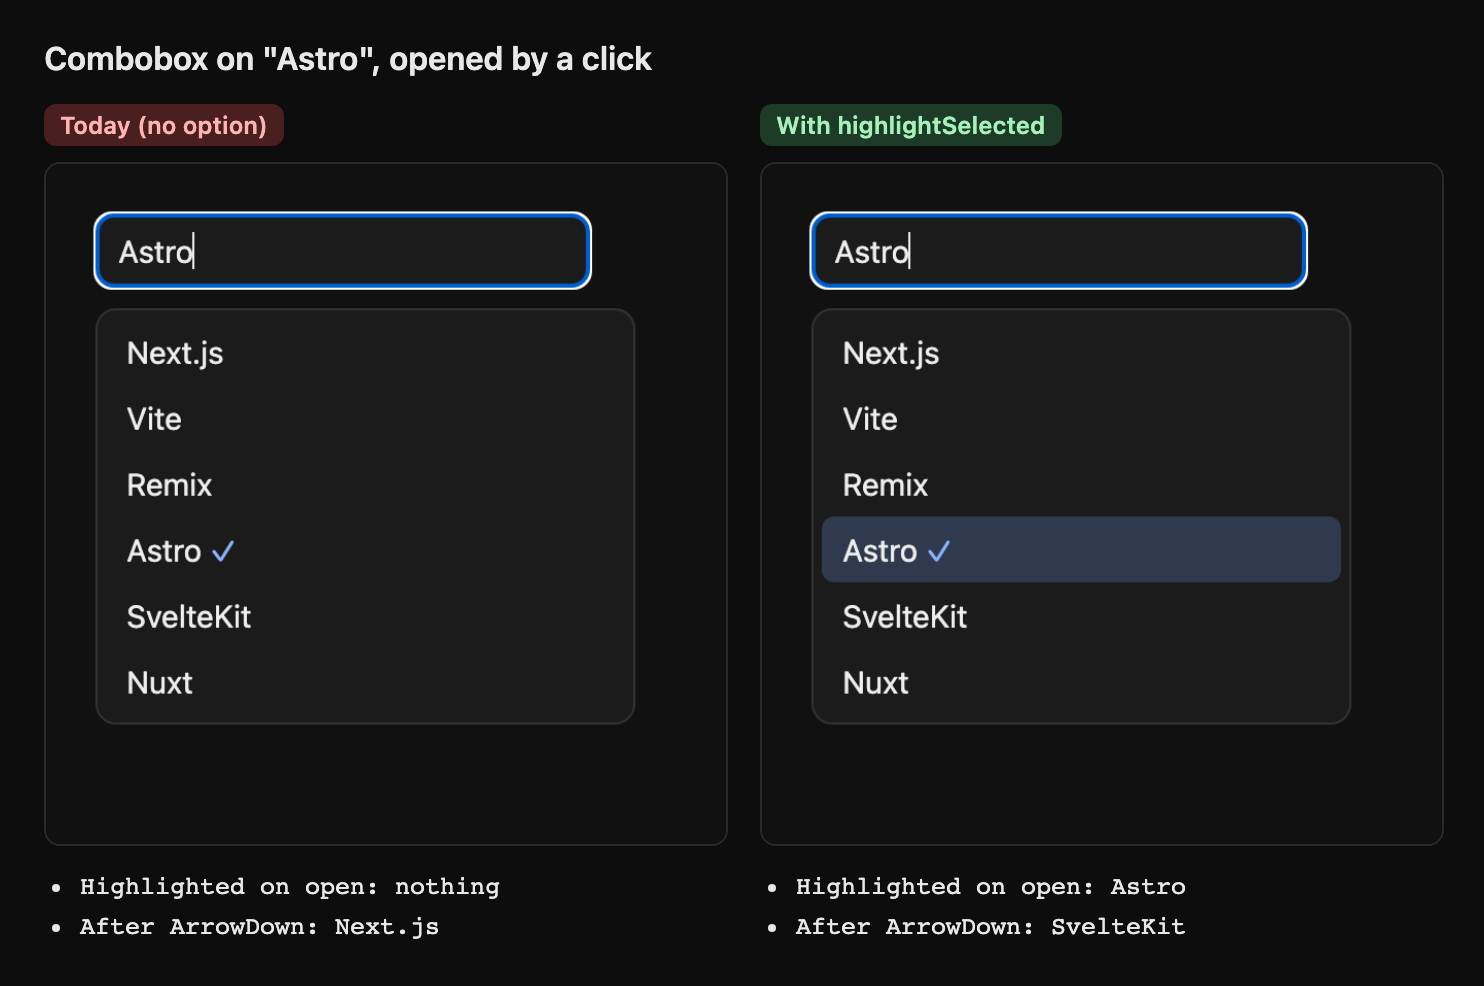 Combobox on "Astro", opened by a click
Today (no option)
Astro
Next.js
Vite
Remix
Astro ✓
SvelteKit
Nuxt
• Highlighted on open: nothing
• After ArrowDown: Next.js
With highlightSelected
Astro
Next.js
Vite
Remix
Astro ✓
SvelteKit
Nuxt
• Highlighted on open: Astro
• After ArrowDown: SvelteKit